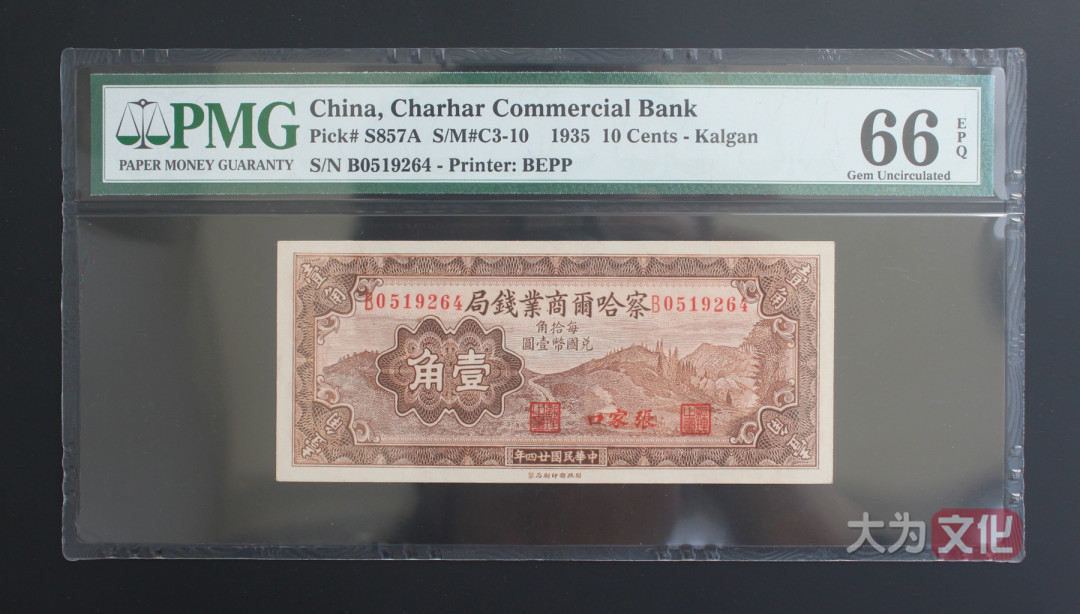 PMG
PAPER MONEY GUARANTY
China, Charhar Commercial Bank
Pick# S857A S/M#C3-10 1935 10 Cents - Kalgan
S/N B0519264 - Printer: BEPP
66
EPQ
Gem Uncirculated
B0519264
局錢業商爾哈察
B0519264
角拾每
圓壹幣國兌
角壹
口家張
年四廿國民華中
大为文化